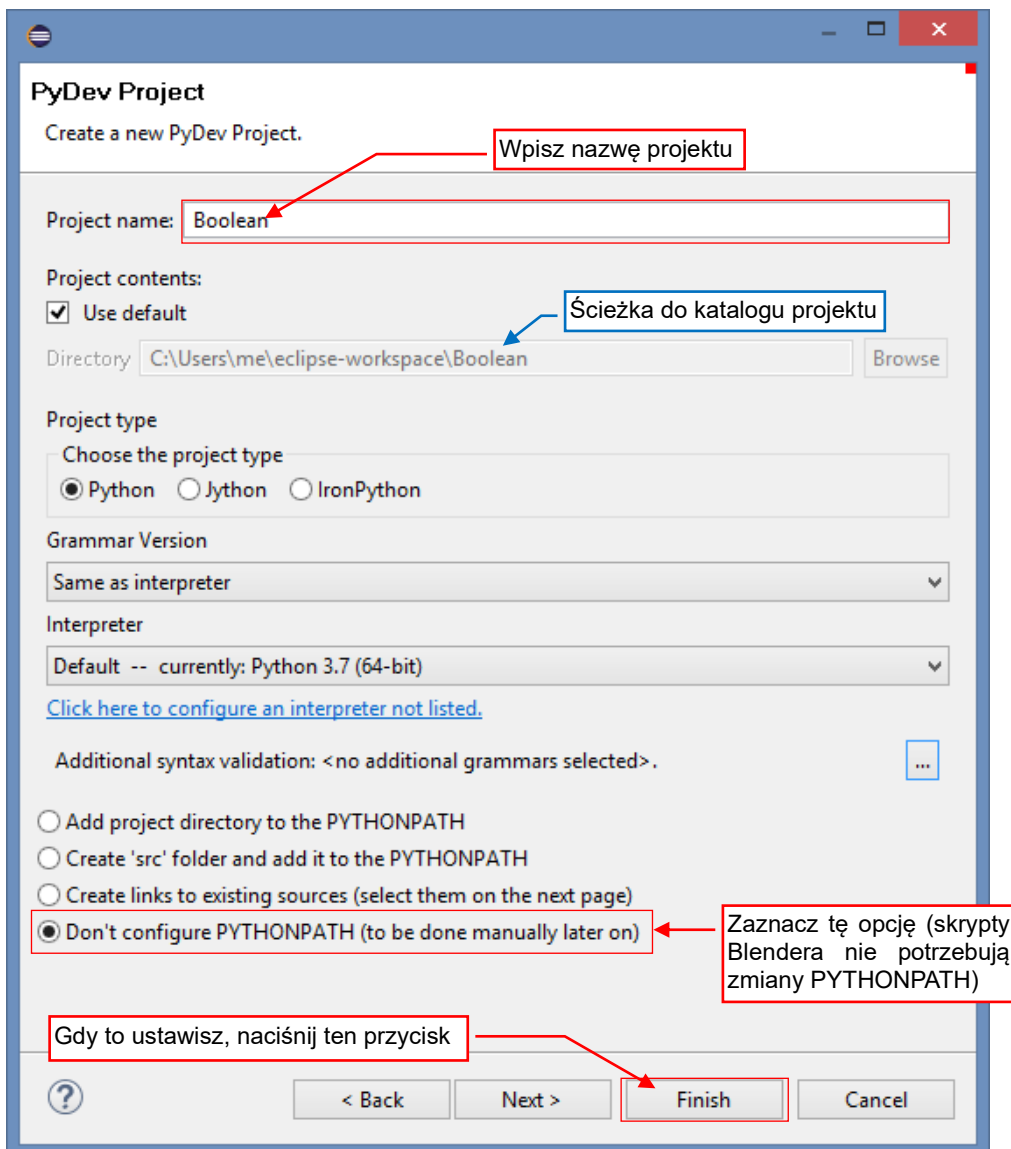 PyDev Project
Create a new PyDev Project.
Wpisz nazwę projektu
Project name: Boolean
Project contents:
Use default
Ścieżka do katalogu projektu
Directory C:\Users\me\eclipse-workspace\Boolean Browse
Project type
Choose the project type
Python Jython IronPython
Grammar Version
Same as interpreter
Interpreter
Default -- currently: Python 3.7 (64-bit)
Click here to configure an interpreter not listed.
Additional syntax validation: <no additional grammars selected>. ...
Add project directory to the PYTHONPATH
Create 'src' folder and add it to the PYTHONPATH
Create links to existing sources (select them on the next page)
Don't configure PYTHONPATH (to be done manually later on)
Zaznacz tę opcję (skrypty
Blendera nie potrzebują
zmiany PYTHONPATH)
Gdy to ustawisz, naciśnij ten przycisk
? < Back Next > Finish Cancel